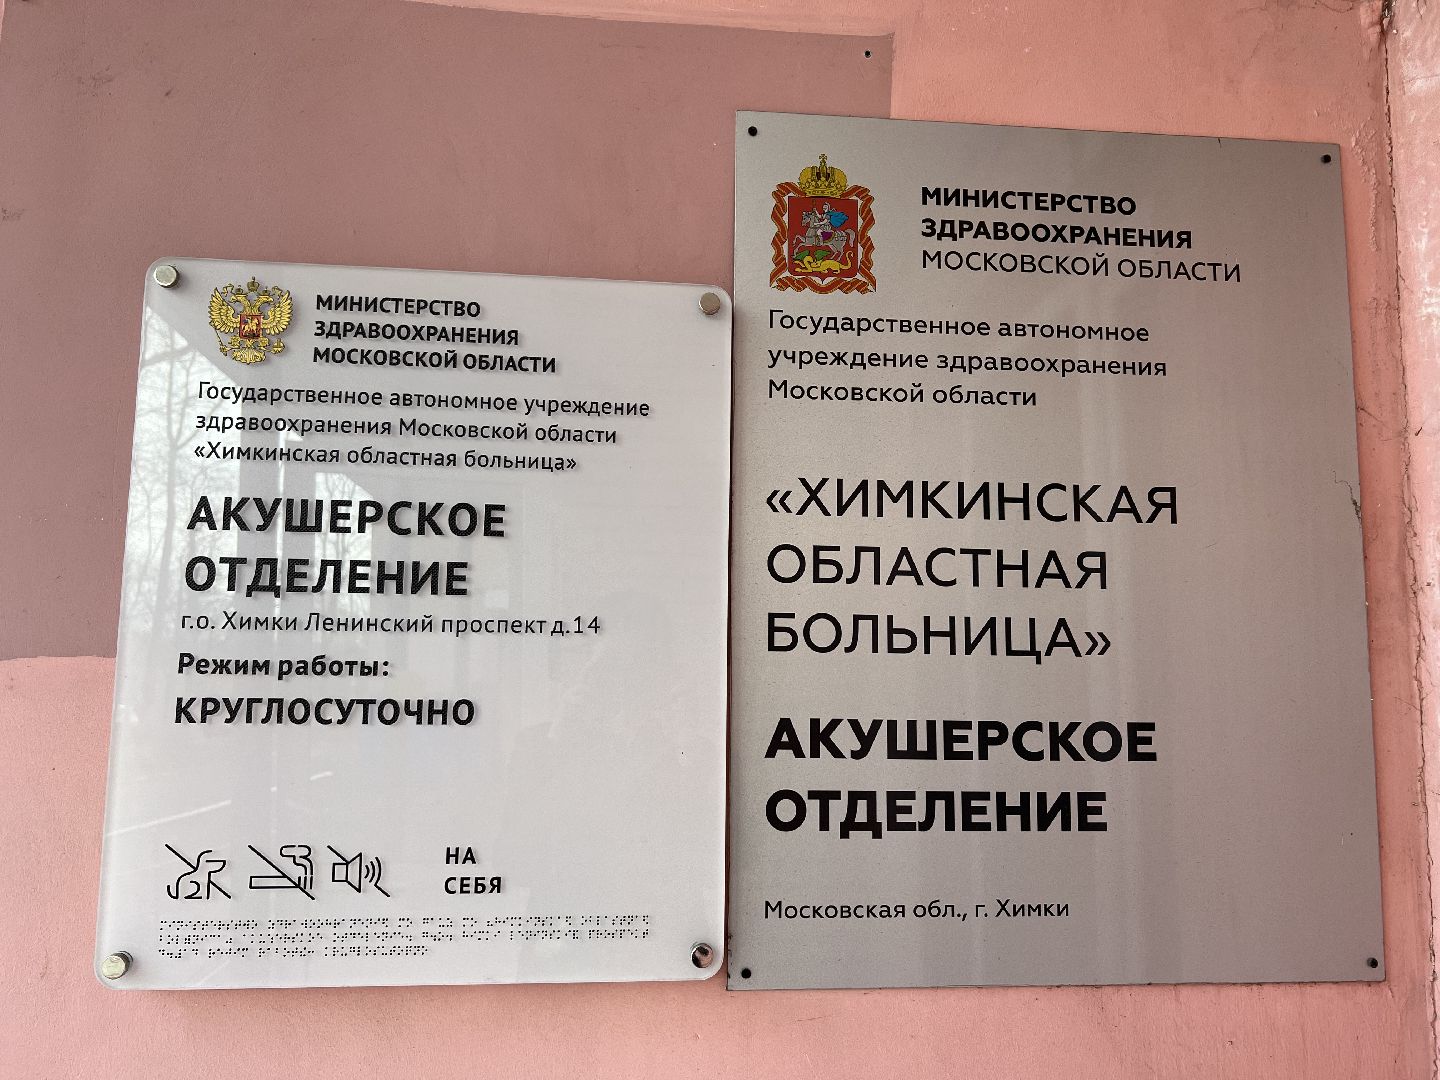 МИНИСТЕРСТВО
ЗДРАВООХРАНЕНИЯ
МОСКОВСКОЙ ОБЛАСТИ
Государственное автономное учреждение
здравоохранения Московской области
«Химкинская областная больница»
АКУШЕРСКОЕ
ОТДЕЛЕНИЕ
г.о. Химки Ленинский проспект д.14
Режим работы:
КРУГЛОСУТОЧНО
НА
СЕБЯ
МИНИСТЕРСТВО
ЗДРАВООХРАНЕНИЯ
МОСКОВСКОЙ ОБЛАСТИ
Государственное автономное
учреждение здравоохранения
Московской области
«ХИМКИНСКАЯ
ОБЛАСТНАЯ
БОЛЬНИЦА»
АКУШЕРСКОЕ
ОТДЕЛЕНИЕ
Московская обл., г. Химки